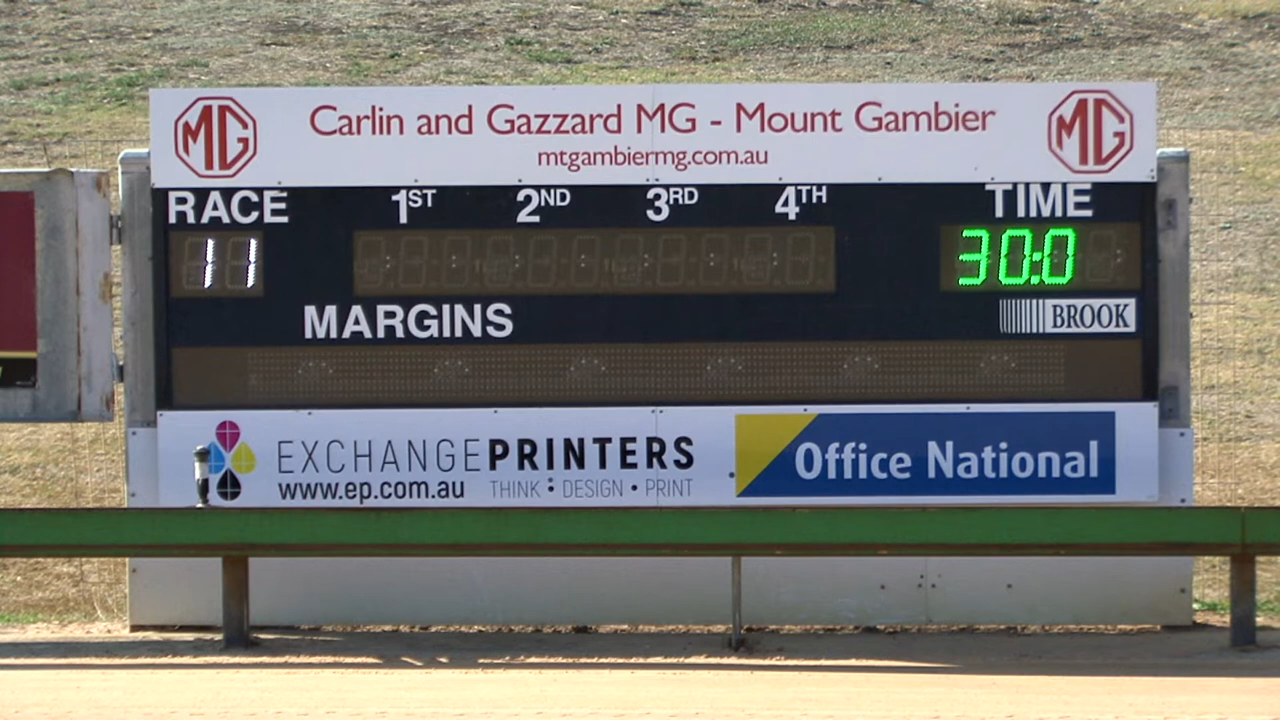 MG Carlin and Gazzard MG - Mount Gambier MG
mtgambiermg.com.au
RACE 1ST 2ND 3RD 4TH TIME
11 30:0
MARGINS BROOK
EXCHANGEPRINTERS Office National
www.ep.com.au THINK • DESIGN • PRINT